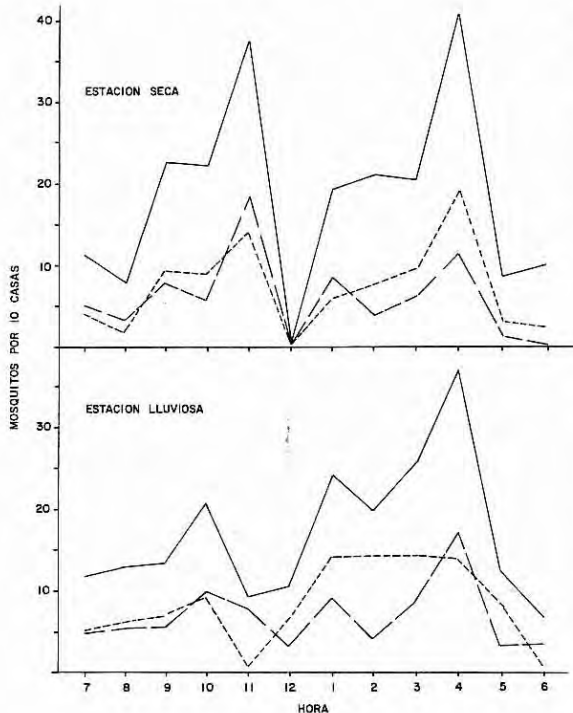 40
ESTACION SECA
30
20
10
MOSQUITOS POR 10 CASAS
ESTACION LLUVIOSA
30
20
10
7 8 9 10 11 12 1 2 3 4 5 6
HORA